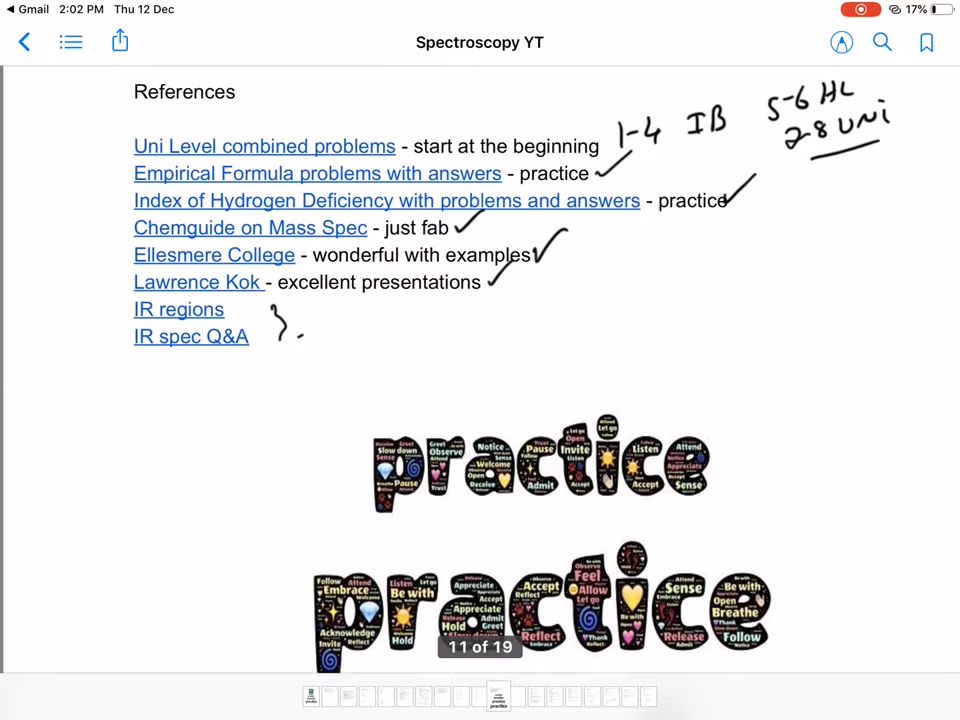 Gmail 2:02 PM Thu 12 Dec 17%
Spectroscopy YT
References
1-4 IB
5-6 HL
2-8 UNi
Uni Level combined problems - start at the beginning
Empirical Formula problems with answers - practice
Index of Hydrogen Deficiency with problems and answers - practice
Chemguide on Mass Spec - just fab
Ellesmere College - wonderful with examples
Lawrence Kok - excellent presentations
IR regions
IR spec Q&A
practice
practice
11 of 19